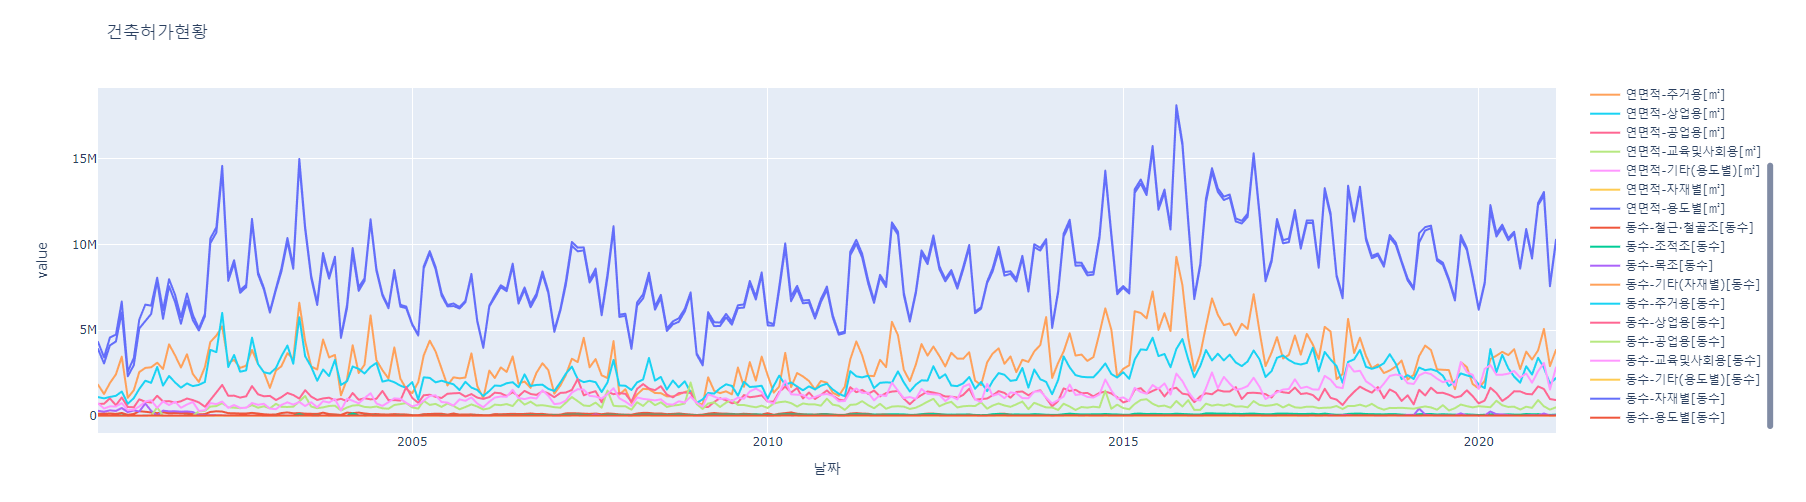 건축허가현황
15M
10M
5M
0
value
2005
2010
2015
2020
날짜
연면적-주거용[㎡]
연면적-상업용[㎡]
연면적-공업용[㎡]
연면적-교육및사회용[㎡]
연면적-기타(용도별)[㎡]
연면적-자재별[㎡]
연면적-용도별[㎡]
동수-철근·철골조[동수]
동수-조적조[동수]
동수-목조[동수]
동수-기타(자재별)[동수]
동수-주거용[동수]
동수-상업용[동수]
동수-공업용[동수]
동수-교육및사회용[동수]
동수-기타(용도별)[동수]
동수-자재별[동수]
동수-용도별[동수]